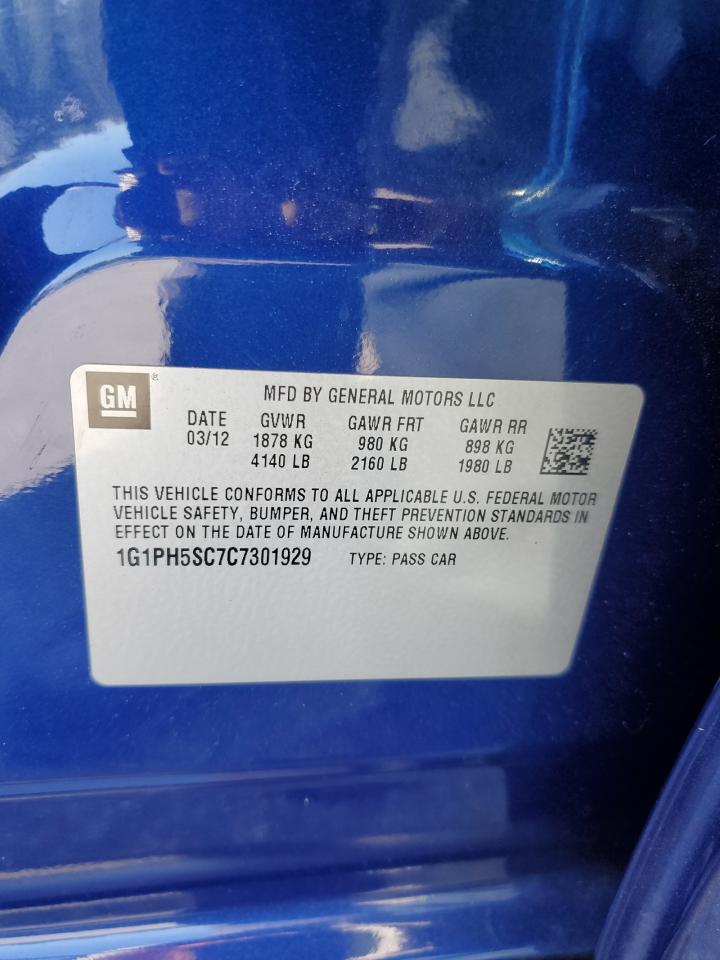 GM ®
MFD BY GENERAL MOTORS LLC
DATE GVWR GAWR FRT GAWR RR
03/12 1878 KG 980 KG 898 KG
4140 LB 2160 LB 1980 LB
THIS VEHICLE CONFORMS TO ALL APPLICABLE U.S. FEDERAL MOTOR
VEHICLE SAFETY, BUMPER, AND THEFT PREVENTION STANDARDS IN
EFFECT ON THE DATE OF MANUFACTURE SHOWN ABOVE.
1G1PH5SC7C7301929 TYPE: PASS CAR